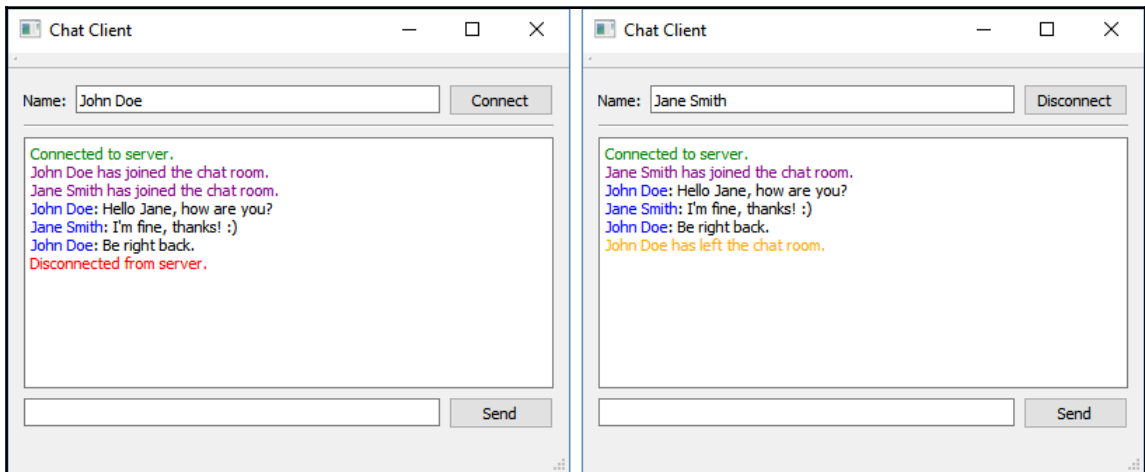 Chat Client
Name: John Doe Connect
Connected to server.
John Doe has joined the chat room.
Jane Smith has joined the chat room.
John Doe: Hello Jane, how are you?
Jane Smith: I'm fine, thanks! :)
John Doe: Be right back.
Disconnected from server.
Send
Chat Client
Name: Jane Smith Disconnect
Connected to server.
Jane Smith has joined the chat room.
John Doe: Hello Jane, how are you?
Jane Smith: I'm fine, thanks! :)
John Doe: Be right back.
John Doe has left the chat room.
Send